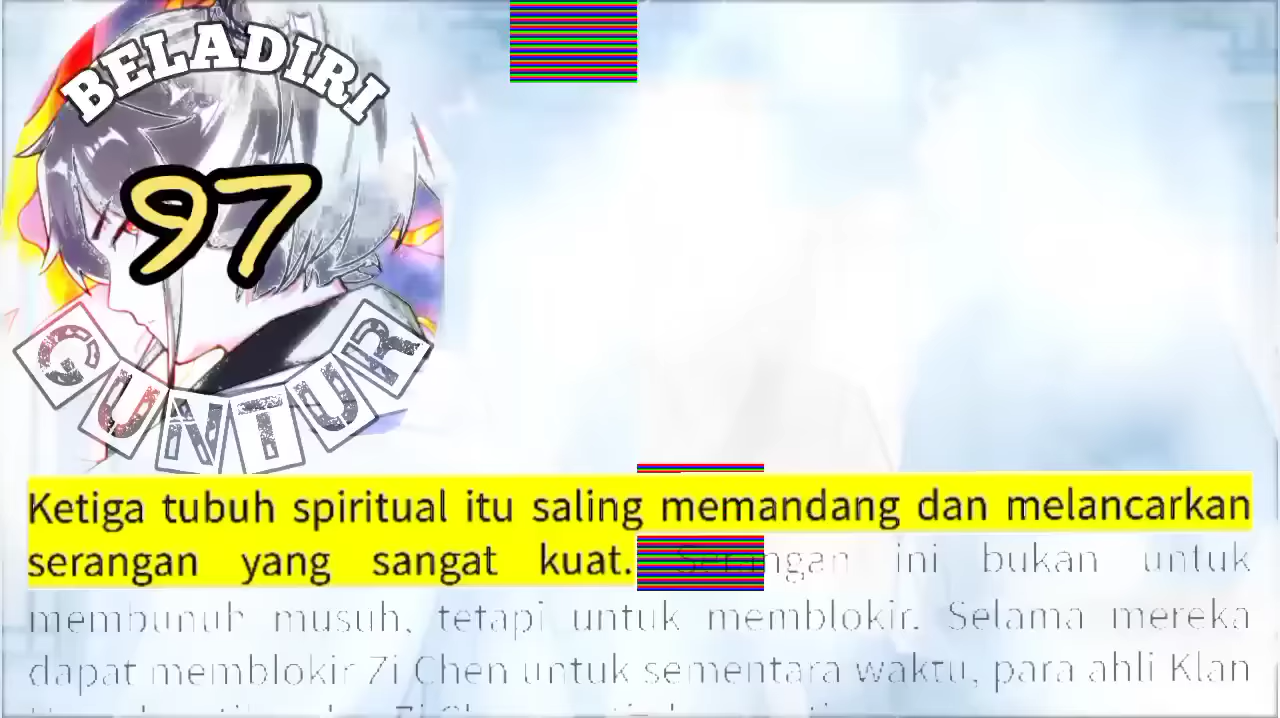 BELADIRI
97
GUNTUR
Ketiga tubuh spiritual itu saling memandang dan melancarkan
serangan yang sangat kuat. Serangan ini bukan untuk
membunuh musuh, tetapi untuk memblokir. Selama mereka
dapat memblokir Zi Chen untuk sementara waktu, para ahli Klan